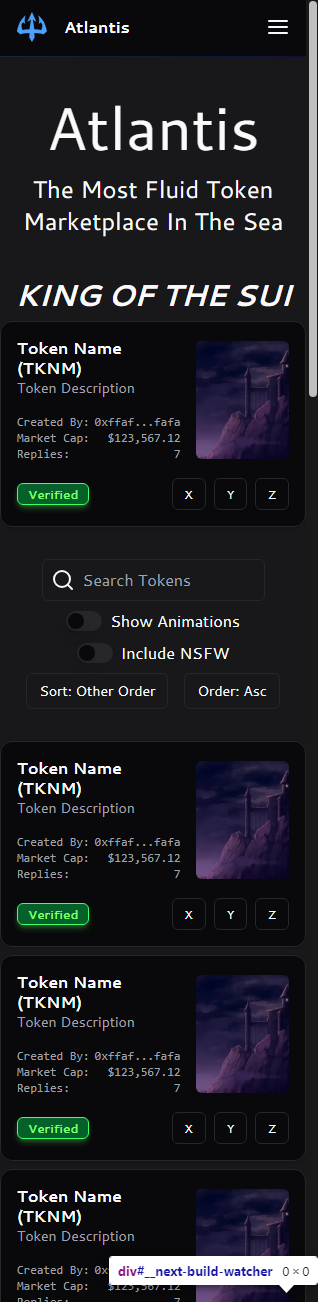 Atlantis
Atlantis
The Most Fluid Token
Marketplace In The Sea
KING OF THE SUI
Token Name
(TKNM)
Token Description
Created By: 0xffaf...fafa
Market Cap: $123,567.12
Replies: 7
Verified X Y Z
Search Tokens
Show Animations
Include NSFW
Sort: Other Order Order: Asc
Token Name
(TKNM)
Token Description
Created By: 0xffaf...fafa
Market Cap: $123,567.12
Replies: 7
Verified X Y Z
Token Name
(TKNM)
Token Description
Created By: 0xffaf...fafa
Market Cap: $123,567.12
Replies: 7
Verified X Y Z
Token Name
(TKNM)
Token Description
Created By: 0xffaf...fafa
div#__next-build-watcher 0 × 0
Market Cap: $123,567.12